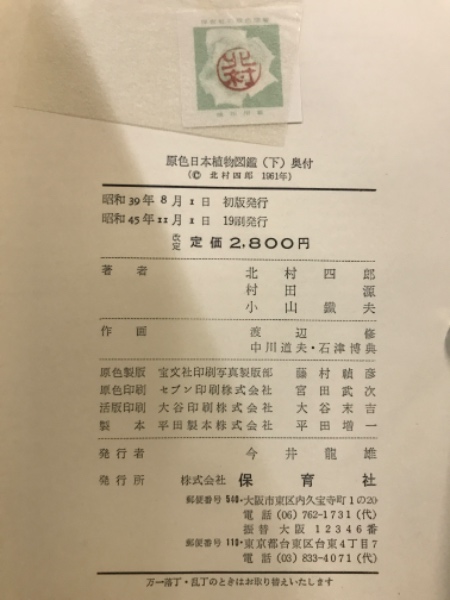 北村
原色日本植物図鑑(下)奥付
(© 北村四郎 1961年)
昭和39年8月1日 初版発行
昭和45年11月1日 19刷発行
改定 定価2,800円
著者 北村四郎
村田源
小山鐵夫
作画 渡辺修
中川道夫・石津博典
原色製版 宝文社印刷写真製版部 藤村禎彦
原色印刷 セブン印刷株式会社 宮田武次
活版印刷 大谷印刷株式会社 大谷末吉
製本 平田製本株式会社 平田増一
発行者 今井龍雄
発行所 株式会社 保育社
郵便番号540・大阪市東区内久宝寺町1の20
電話 (06) 762-1731 (代)
振替大阪 12346番
郵便番号110・東京都台東区台東4丁目7
電話 (03) 833-4071 (代)
万一落丁・乱丁のときはお取り替えいたします